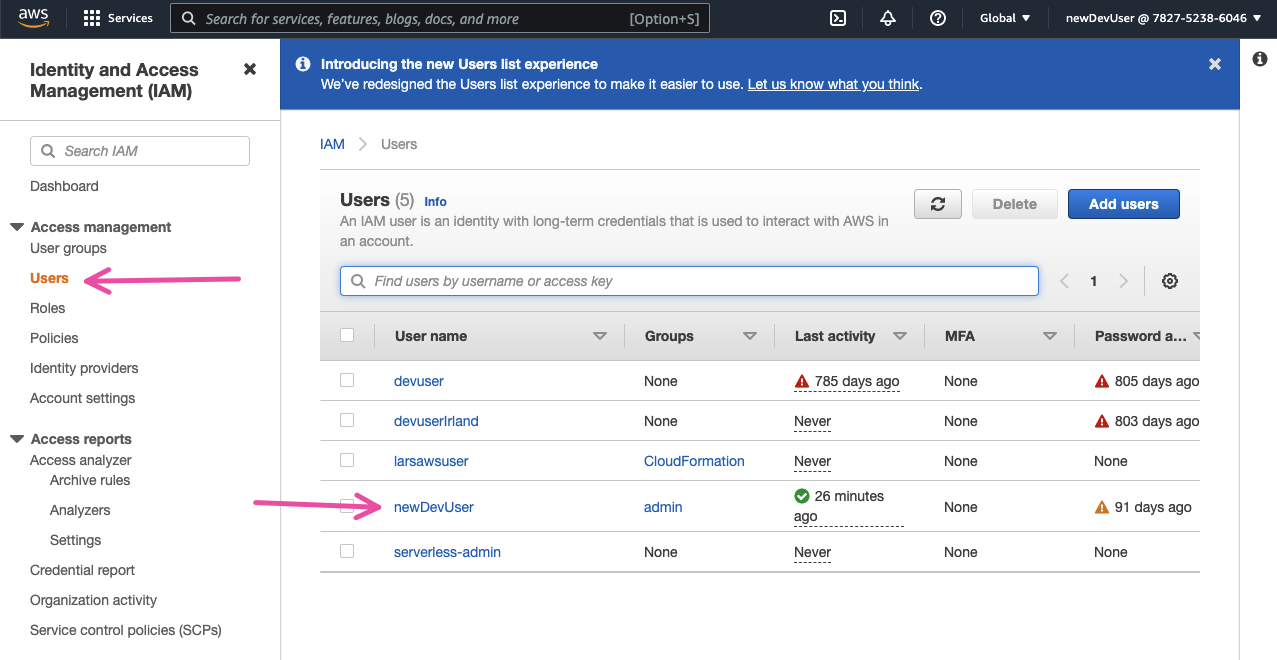 aws
Services
Search for services, features, blogs, docs, and more
[Option+S]
Global
newDevUser @ 7827-5238-6046
Identity and Access
Management (IAM)
Search IAM
Dashboard
Access management
User groups
Users
Roles
Policies
Identity providers
Account settings
Access reports
Access analyzer
Archive rules
Analyzers
Settings
Credential report
Organization activity
Service control policies (SCPs)
Introducing the new Users list experience
We've redesigned the Users list experience to make it easier to use. Let us know what you think.
IAM Users
Users (5) Info
An IAM user is an identity with long-term credentials that is used to interact with AWS in
an account.
Delete
Add users
Find users by username or access key
1
User name Groups Last activity MFA Password a...
devuser None 785 days ago None 805 days ago
devuserIrland None Never None 803 days ago
larsawsuser CloudFormation Never None None
newDevUser admin 26 minutes ago None 91 days ago
serverless-admin None Never None None